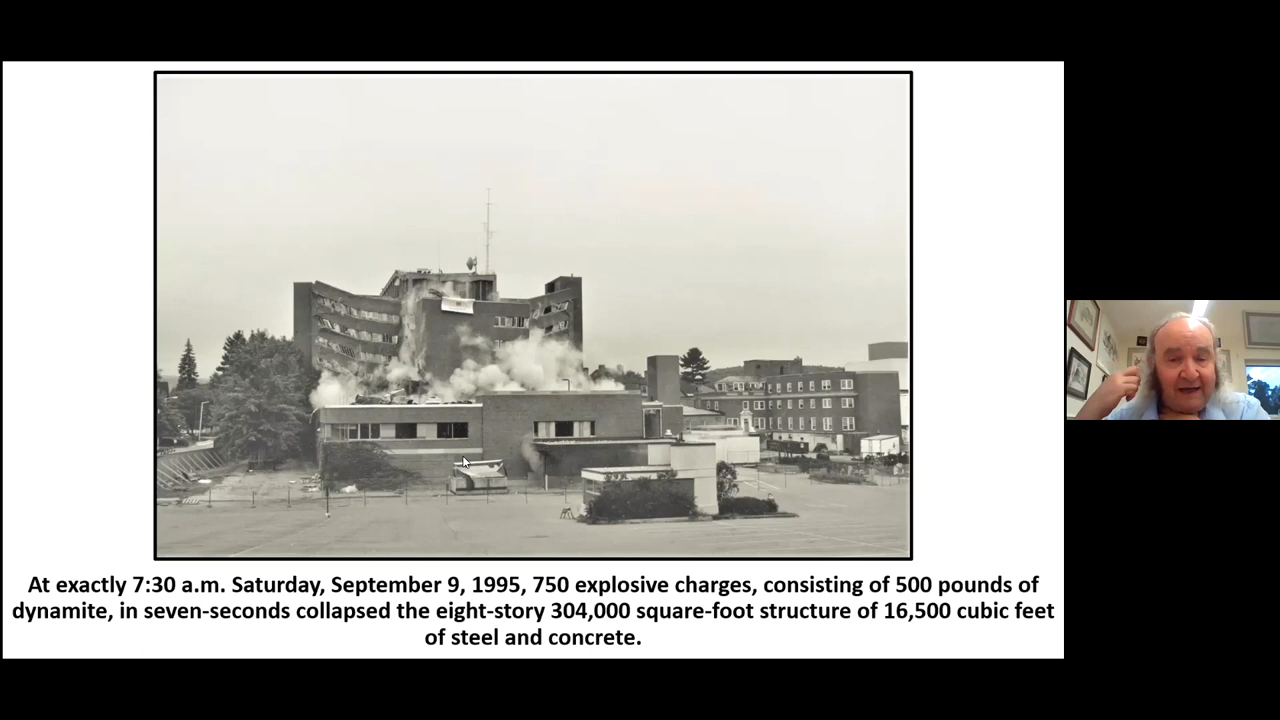 At exactly 7:30 a.m. Saturday, September 9, 1995, 750 explosive charges, consisting of 500 pounds of
dynamite, in seven-seconds collapsed the eight-story 304,000 square-foot structure of 16,500 cubic feet
of steel and concrete.